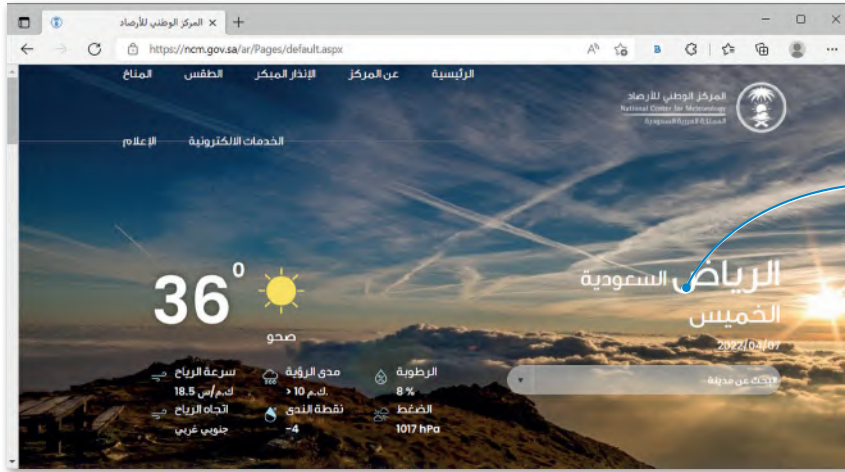 المركز الوطني للأرصاد
https://ncm.gov.sa/ar/Pages/default.aspx
الرئيسية عن المركز الإنذار المبكر الطقس المناخ
المركز الوطني للأرصاد
National Center for Meteorology
المملكة العربية السعودية
الخدمات الالكترونية الإعلام
الرياض السعودية
الخميس
2022/04/07
البحث عن مدينة
36°
صحو
الرطوبة مدى الرؤية سرعة الرياح
8 % > 10 ك.م. 18.5 ك.م/س
الضغط نقطة الندى اتجاه الرياح
1017 hPa -4 جنوبي غربي